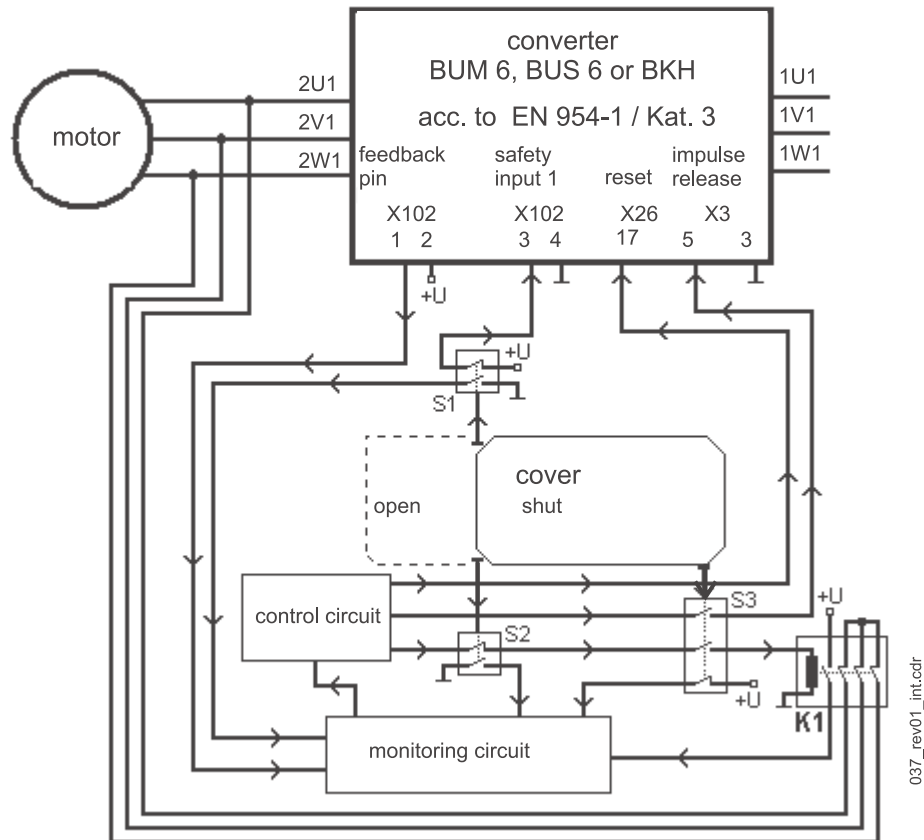 converter
BUM 6, BUS 6 or BKH
acc. to EN 954-1 / Kat. 3
motor
2U1
2V1
2W1
1U1
1V1
1W1
feedback pin
safety input 1
reset
impulse release
X102
X102
X26
X3
1 2
3 4
17
5 3
+U
+U
S1
cover
shut
open
control circuit
S2
S3
+U
+U
K1
monitoring circuit
037_rev01_int.cdr